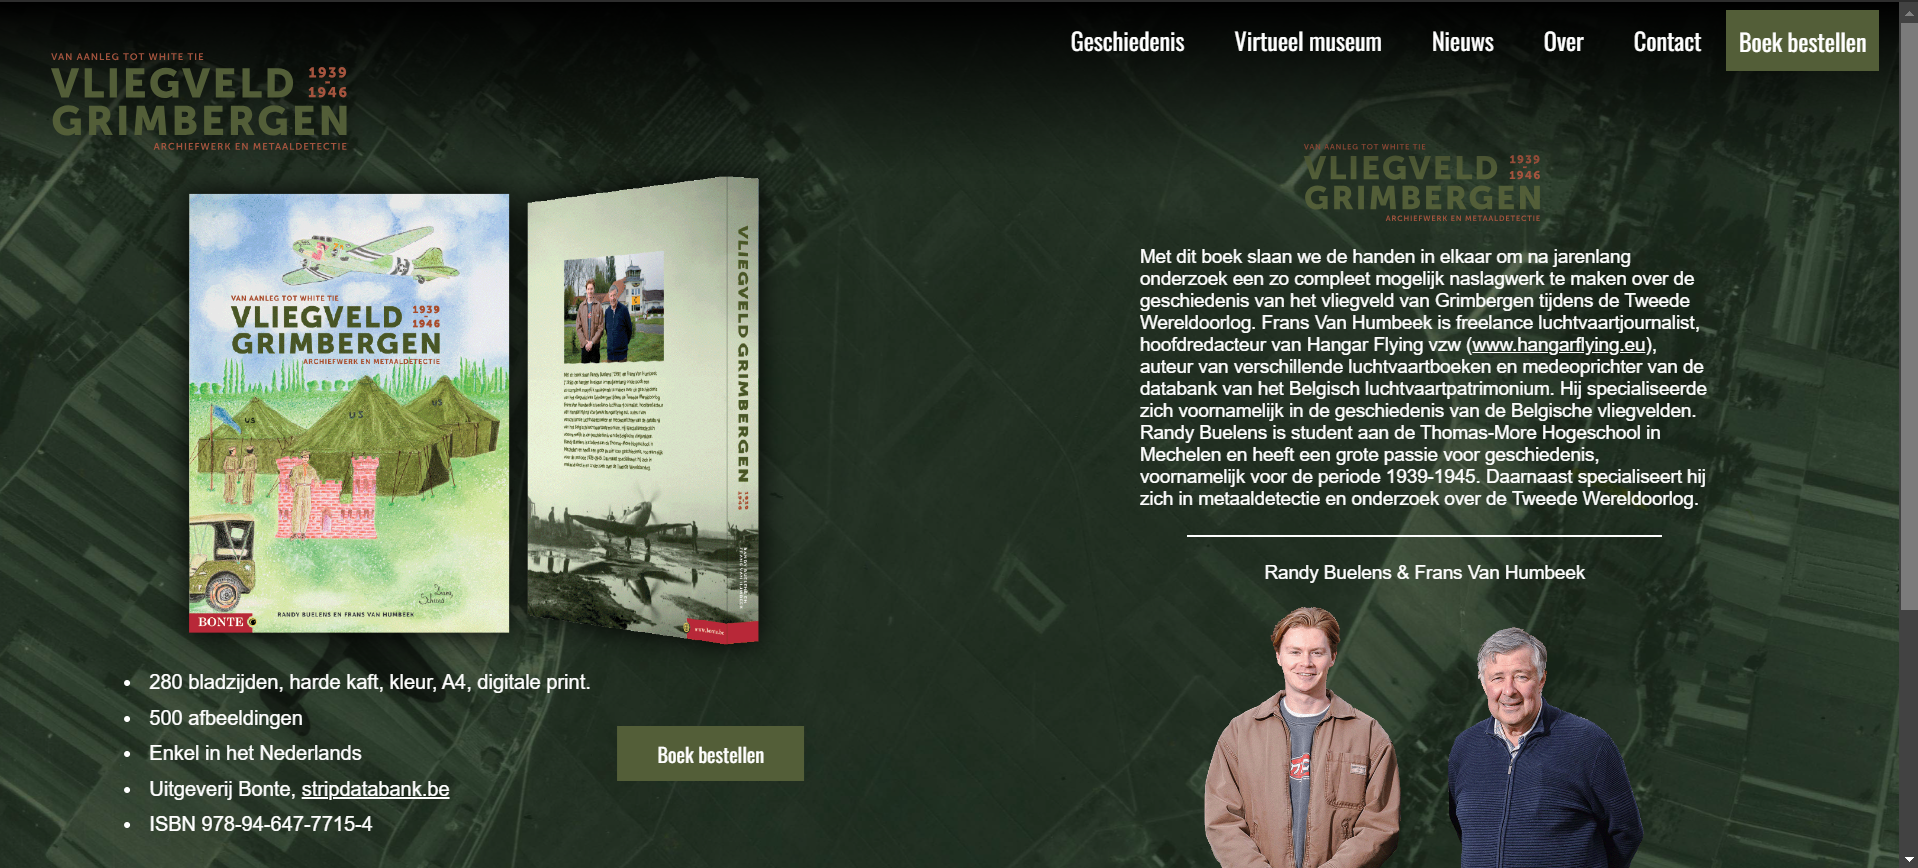 Geschiedenis Virtueel museum Nieuws Over Contact Boek bestellen
VAN AANLEG TOT WHITE TIE
VLIEGVELD 1939
-
GRIMBERGEN 1946
ARCHIEFWERK EN METAALDETECTIE
VAN AANLEG TOT WHITE TIE
VLIEGVELD 1939
-
GRIMBERGEN 1946
ARCHIEFWERK EN METAALDETECTIE
US
US
US
RANDY BUELENS EN FRANS VAN HUMBEEK
BONTE
VLIEGVELD GRIMBERGEN 1939 - 1946
www.bonte.be
280 bladzijden, harde kaft, kleur, A4, digitale print.
500 afbeeldingen
Enkel in het Nederlands
Uitgeverij Bonte, stripdatabank.be
ISBN 978-94-647-7715-4
Boek bestellen
VAN AANLEG TOT WHITE TIE
VLIEGVELD 1939
-
GRIMBERGEN 1946
ARCHIEFWERK EN METAALDETECTIE
Met dit boek slaan we de handen in elkaar om na jarenlang
onderzoek een zo compleet mogelijk naslagwerk te maken over de
geschiedenis van het vliegveld van Grimbergen tijdens de Tweede
Wereldoorlog. Frans Van Humbeek is freelance luchtvaartjournalist,
hoofdredacteur van Hangar Flying vzw (www.hangarflying.eu),
auteur van verschillende luchtvaartboeken en medeoprichter van de
databank van het Belgisch luchtvaartpatrimonium. Hij specialiseerde
zich voornamelijk in de geschiedenis van de Belgische vliegvelden.
Randy Buelens is student aan de Thomas-More Hogeschool in
Mechelen en heeft een grote passie voor geschiedenis,
voornamelijk voor de periode 1939-1945. Daarnaast specialiseert hij
zich in metaaldetectie en onderzoek over de Tweede Wereldoorlog.
Randy Buelens & Frans Van Humbeek